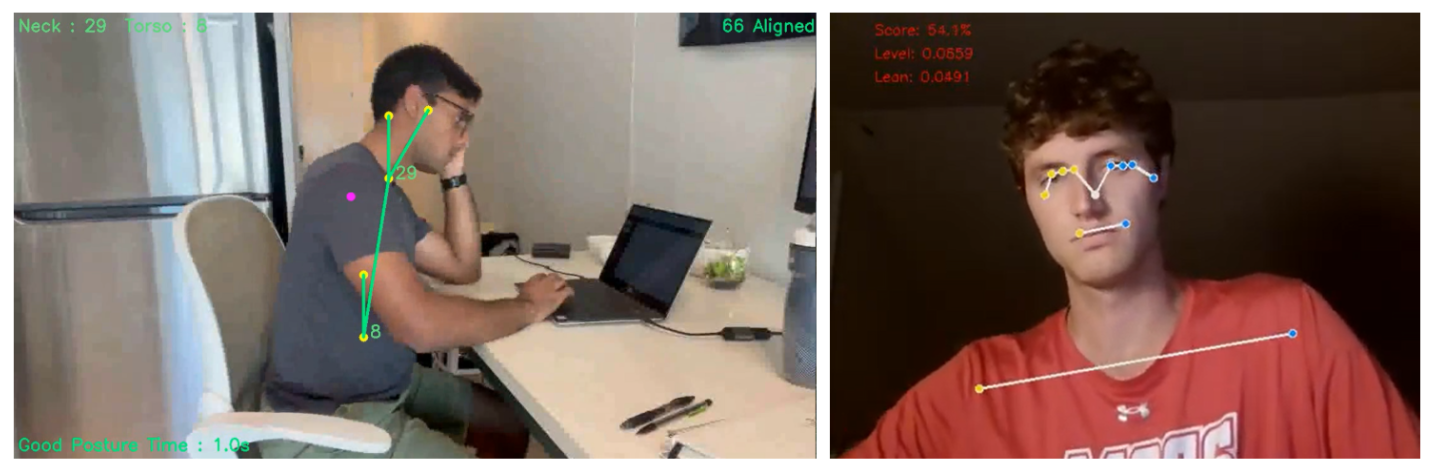 Neck : 29 Torso : 8
66 Aligned
29
8
Good Posture Time : 1.0s
Score: 54.1%
Level: 0.0859
Lean: 0.0491